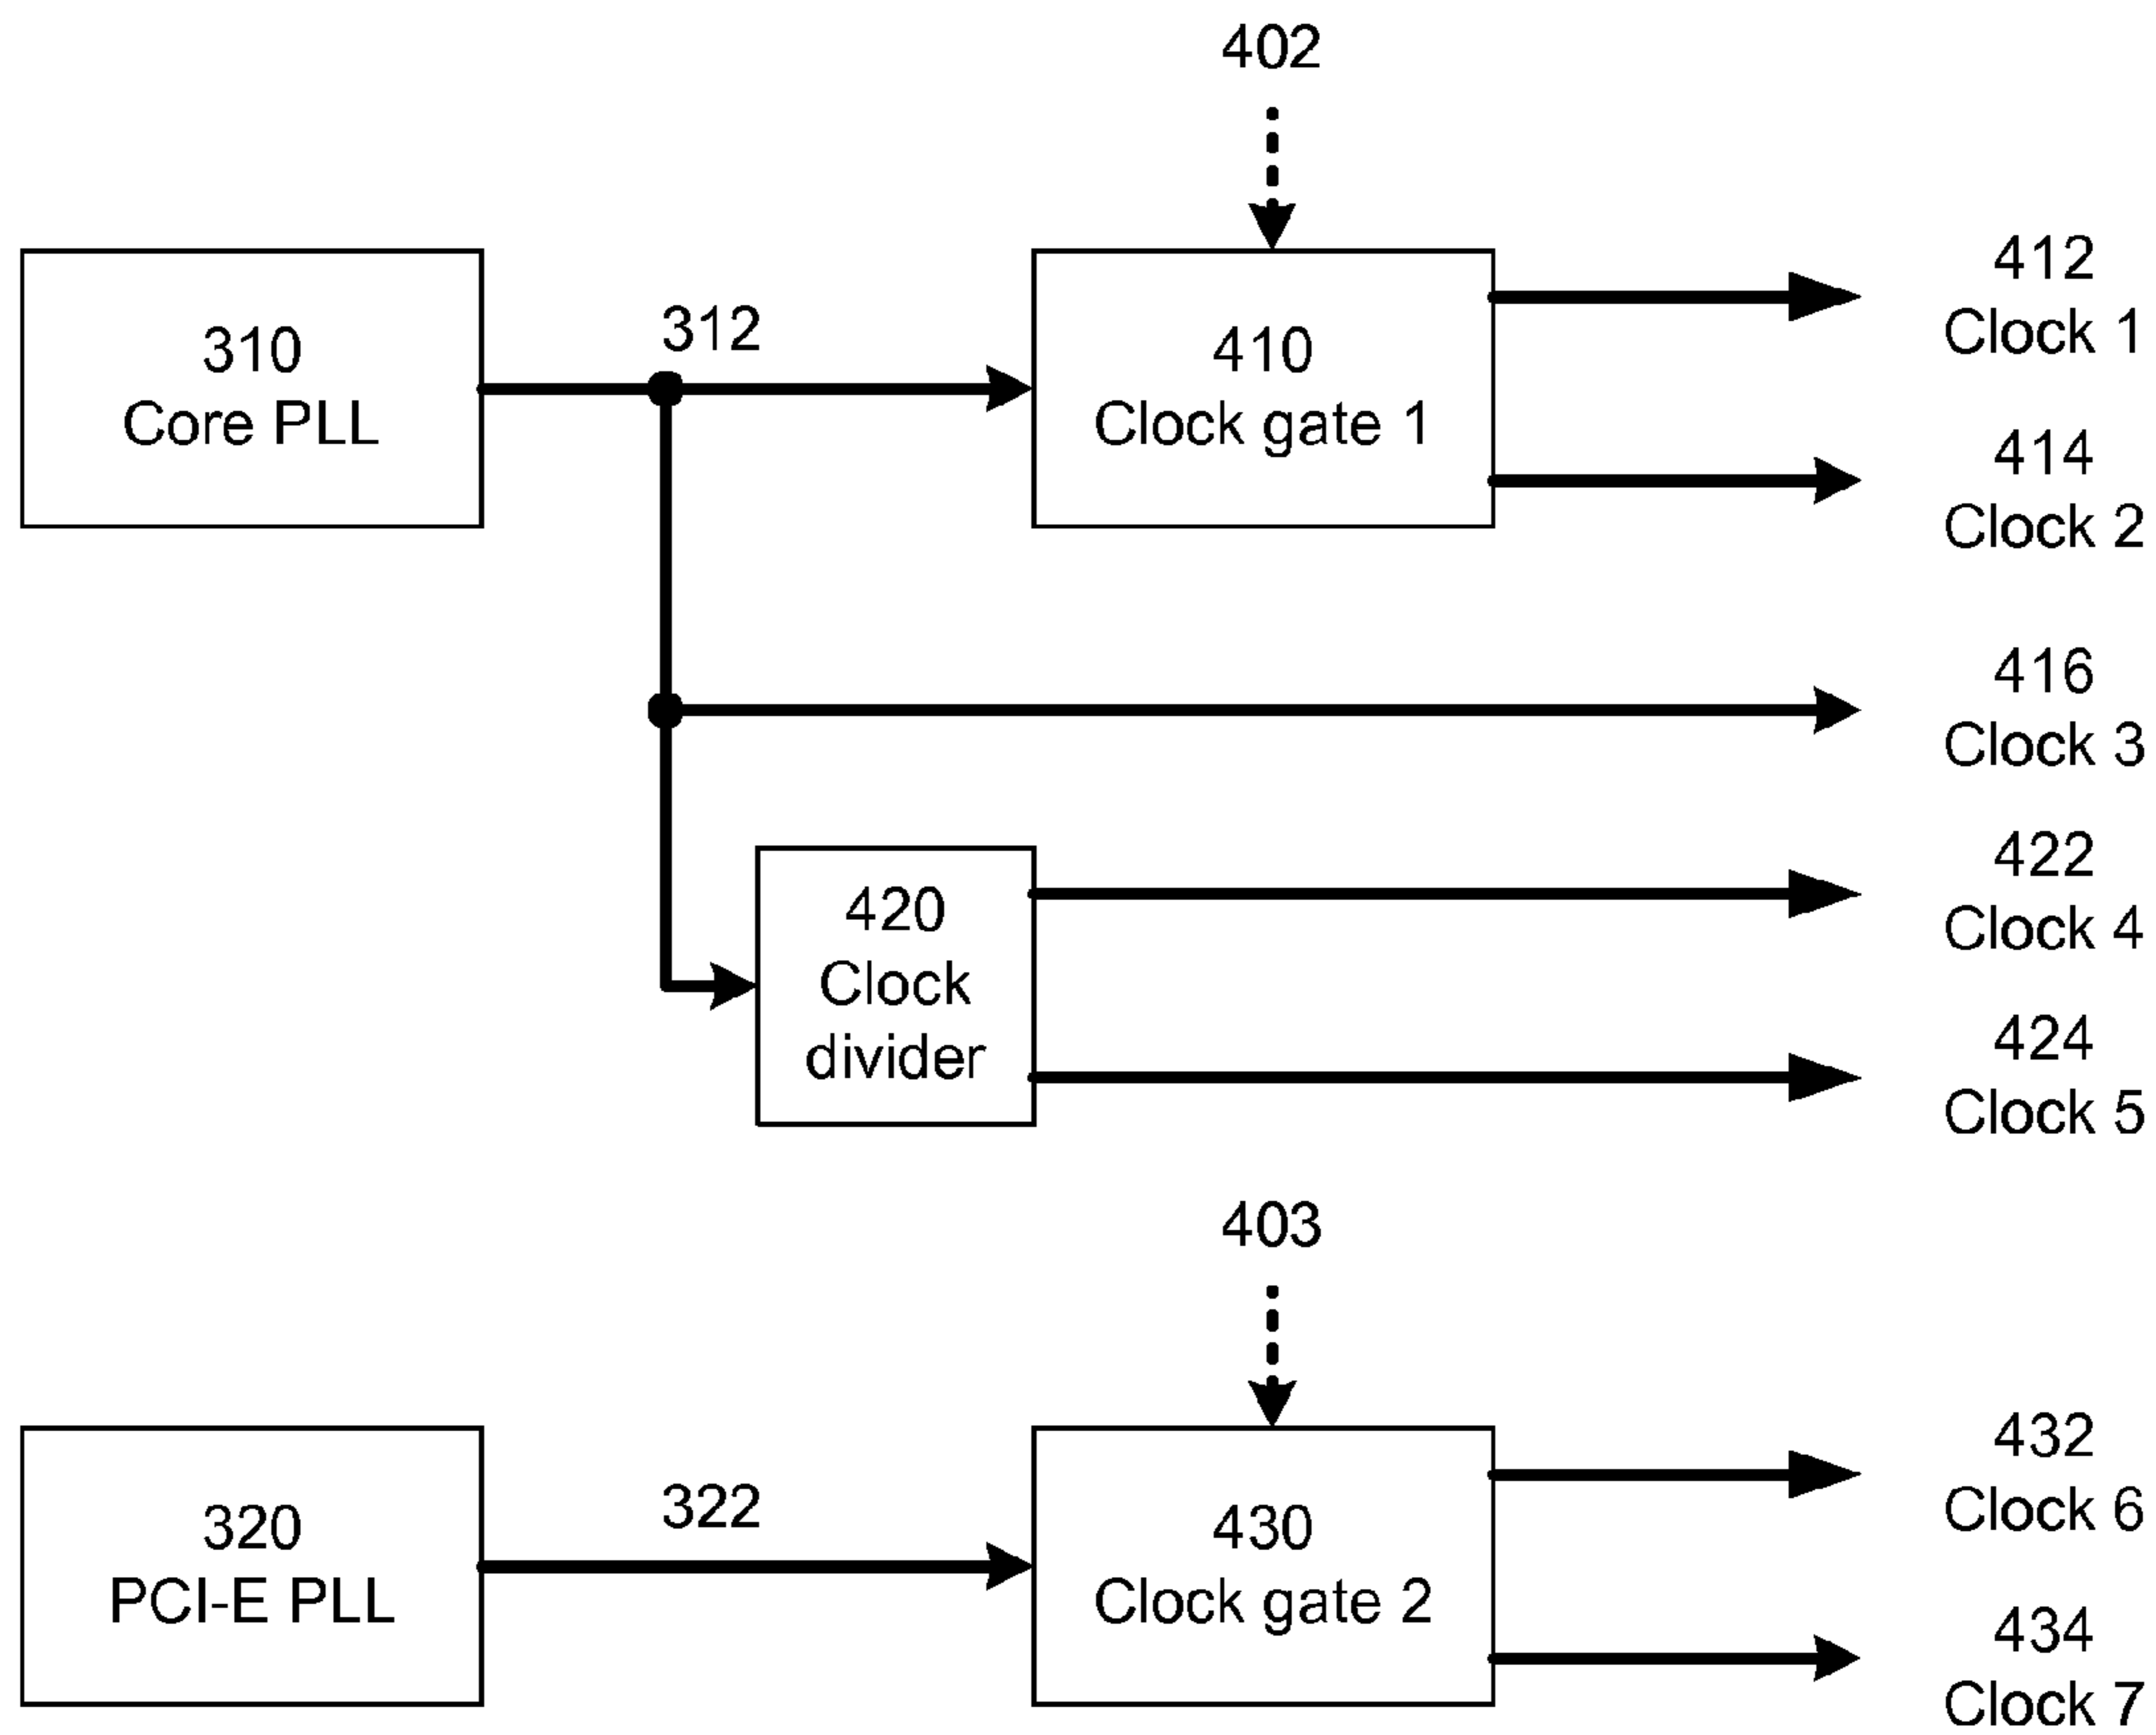 402
310
Core PLL
312
410
Clock gate 1
412
Clock 1
414
Clock 2
416
Clock 3
420
Clock
divider
422
Clock 4
424
Clock 5
403
320
PCI-E PLL
322
430
Clock gate 2
432
Clock 6
434
Clock 7